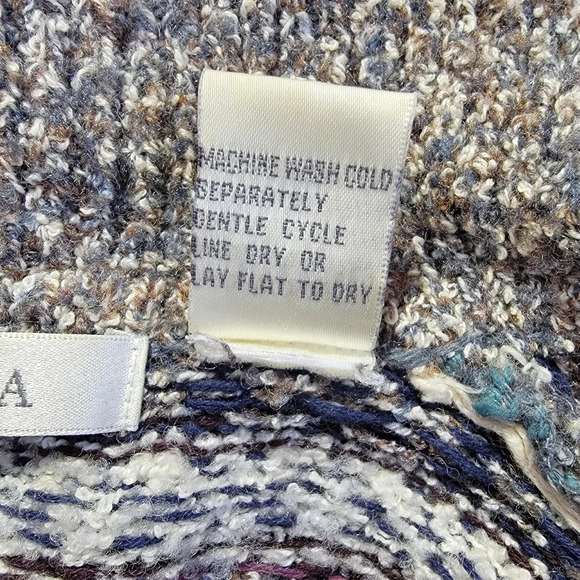 MACHINE WASH COLD
SEPARATELY
GENTLE CYCLE
LINE DRY OR
LAY FLAT TO DRY
A